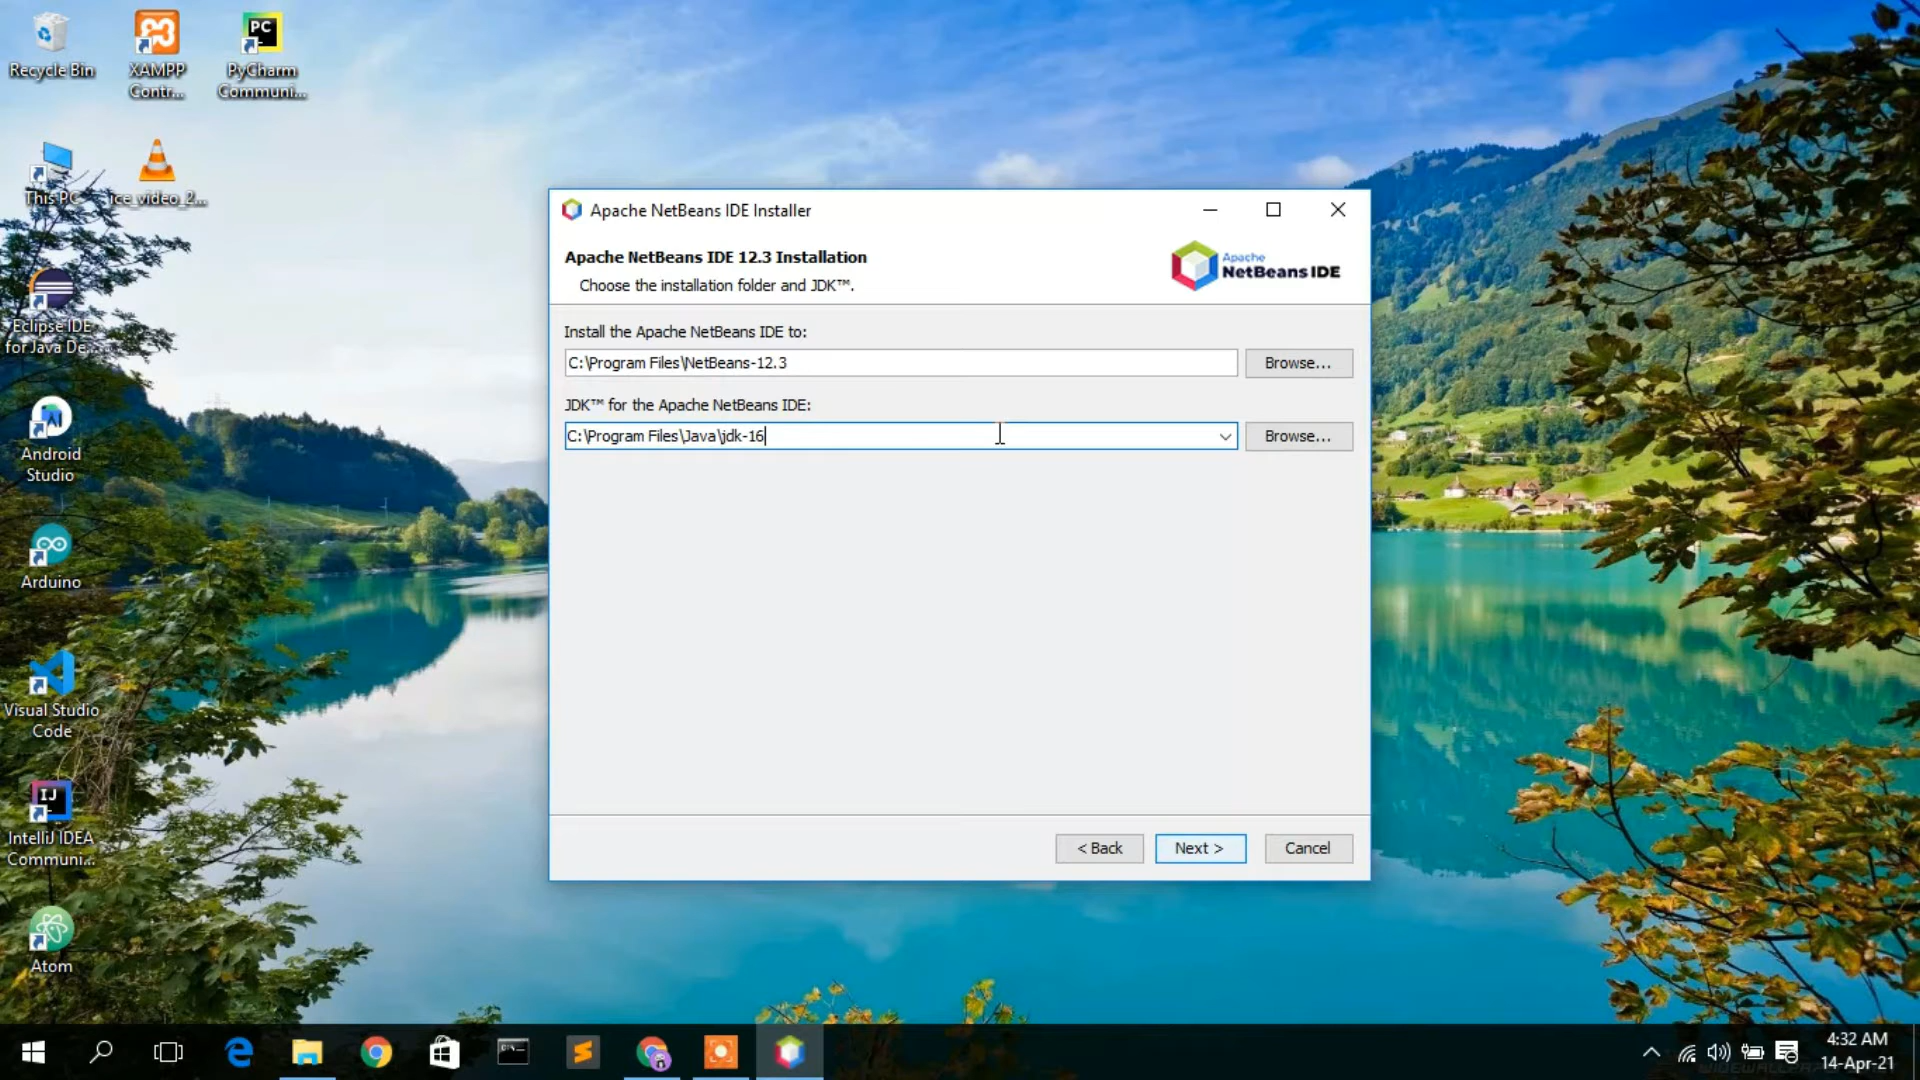 Recycle Bin
XAMPP
Contr...
PyCharm
Communi...
This PC
ice_video_2...
Eclipse IDE
for Java De...
Android
Studio
Arduino
Visual Studio
Code
IntelliJ IDEA
Communi...
Atom
Apache NetBeans IDE Installer
Apache NetBeans IDE 12.3 Installation
Choose the installation folder and JDK™.
Apache
NetBeans IDE
Install the Apache NetBeans IDE to:
C:\Program Files\NetBeans-12.3
Browse...
JDK™ for the Apache NetBeans IDE:
C:\Program Files\Java\jdk-16
Browse...
< Back
Next >
Cancel
4:32 AM
14-Apr-21